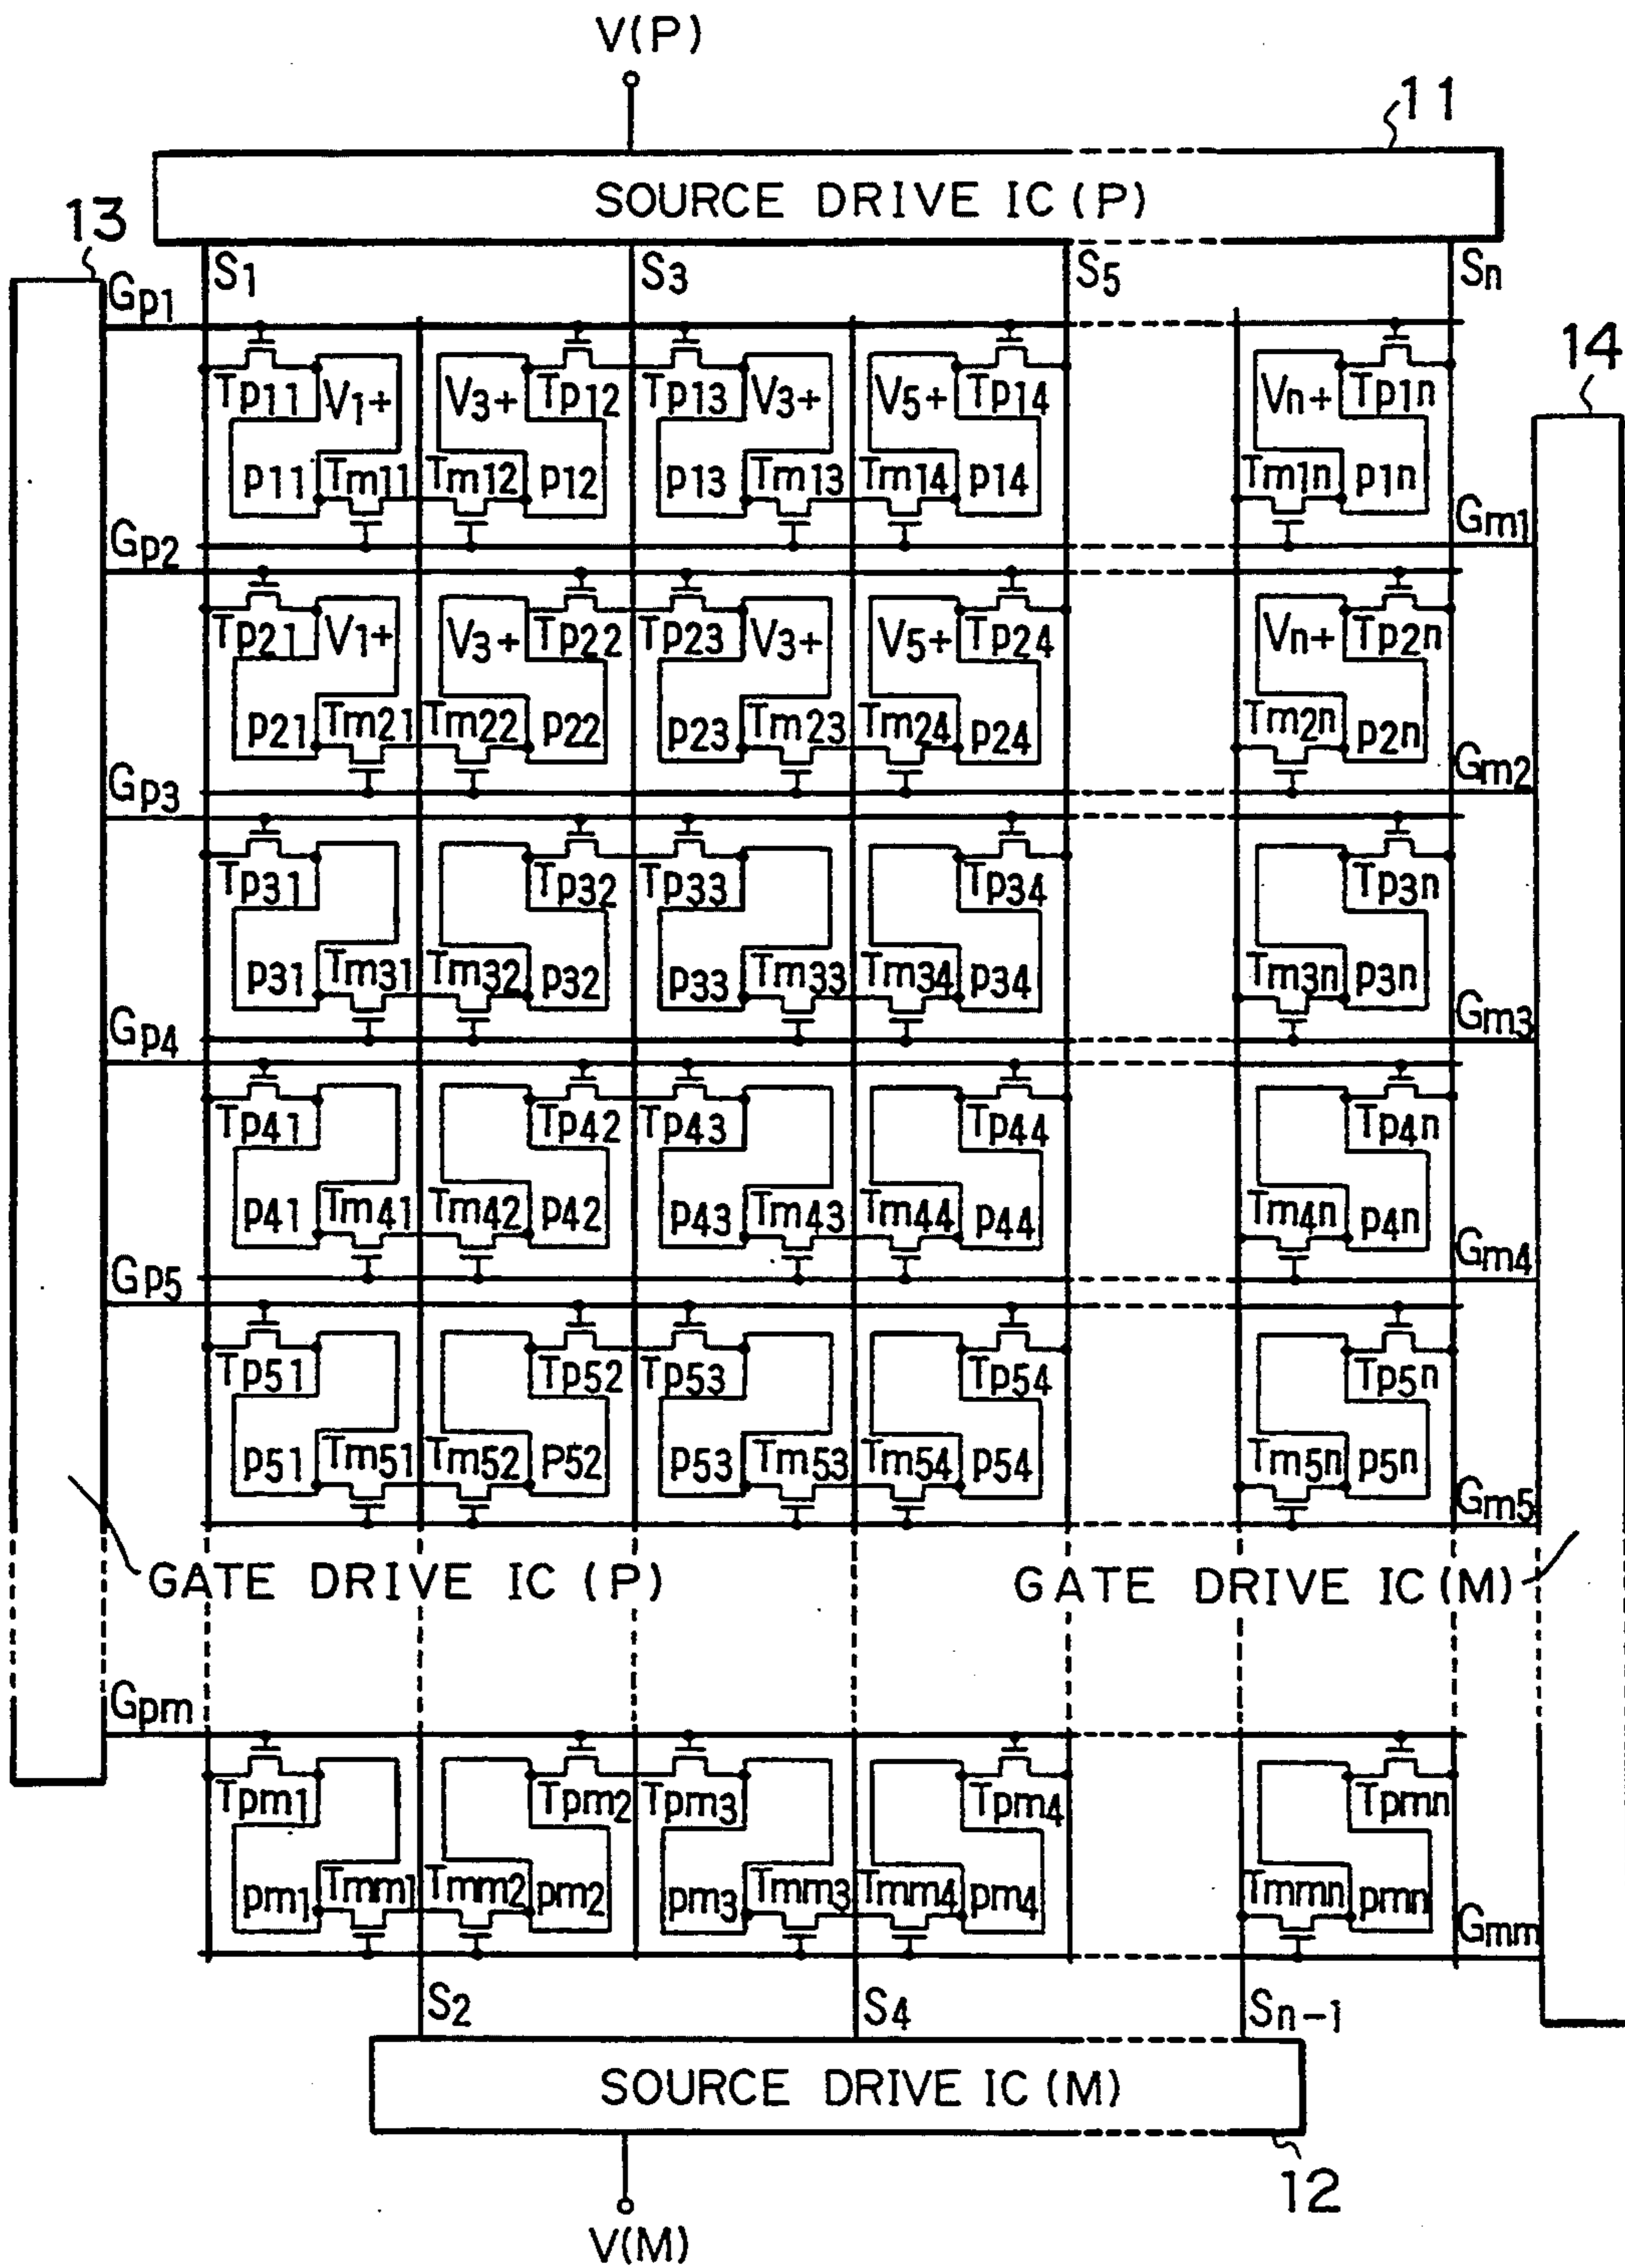 V(P)
11
SOURCE DRIVE IC (P)
13
S1 S3 S5 Sn
Gp1
14
Tp11 V1+ V3+ Tp12 Tp13 V3+ V5+ Tp14 Vn+ Tp1n
p11 Tm11 Tm12 p12 p13 Tm13 Tm14 p14 Tm1n p1n
Gm1
Gp2
Tp21 V1+ V3+ Tp22 Tp23 V3+ V5+ Tp24 Vn+ Tp2n
p21 Tm21 Tm22 p22 p23 Tm23 Tm24 p24 Tm2n p2n
Gm2
Gp3
Tp31 Tp32 Tp33 Tp34 Tp3n
p31 Tm31 Tm32 p32 p33 Tm33 Tm34 p34 Tm3n p3n
Gm3
Gp4
Tp41 Tp42 Tp43 Tp44 Tp4n
p41 Tm41 Tm42 p42 p43 Tm43 Tm44 p44 Tm4n p4n
Gm4
Gp5
Tp51 Tp52 Tp53 Tp54 Tp5n
p51 Tm51 Tm52 P52 p53 Tm53 Tm54 p54 Tm5n p5n
Gm5
GATE DRIVE IC (P) GATE DRIVE IC (M)
Gpm
Tpm1 Tpm2 Tpm3 Tpm4 Tpmn
pm1 Tmm1 Tmm2 pm2 pm3 Tmm3 Tmm4 pm4 Tmmn pmn
Gmm
S2 S4 Sn-1
SOURCE DRIVE IC (M)
12
V(M)